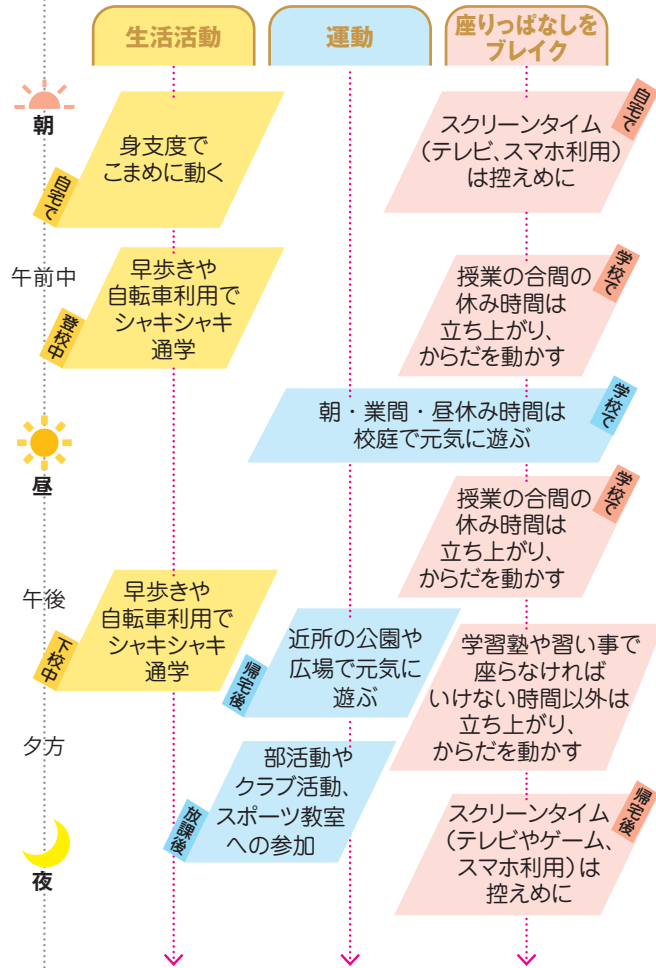 生活活動
運動
座りっぱなしを
ブレイク
朝
身支度で
こまめに動く
自宅で
スクリーンタイム
（テレビ、スマホ利用）
は控えめに
自宅で
午前中
早歩きや
自転車利用で
シャキシャキ
通学
登校中
授業の合間の
休み時間は
立ち上がり、
からだを動かす
学校で
朝・業間・昼休み時間は
校庭で元気に遊ぶ
学校で
昼
授業の合間の
休み時間は
立ち上がり、
からだを動かす
学校で
午後
早歩きや
自転車利用で
シャキシャキ
通学
下校中
近所の公園や
広場で元気に
遊ぶ
帰宅後
学習塾や習い事で
座らなければ
いけない時間以外は
立ち上がり、
からだを動かす
夕方
部活動や
クラブ活動、
スポーツ教室
への参加
放課後
スクリーンタイム
（テレビやゲーム、
スマホ利用）は
控えめに
帰宅後
夜